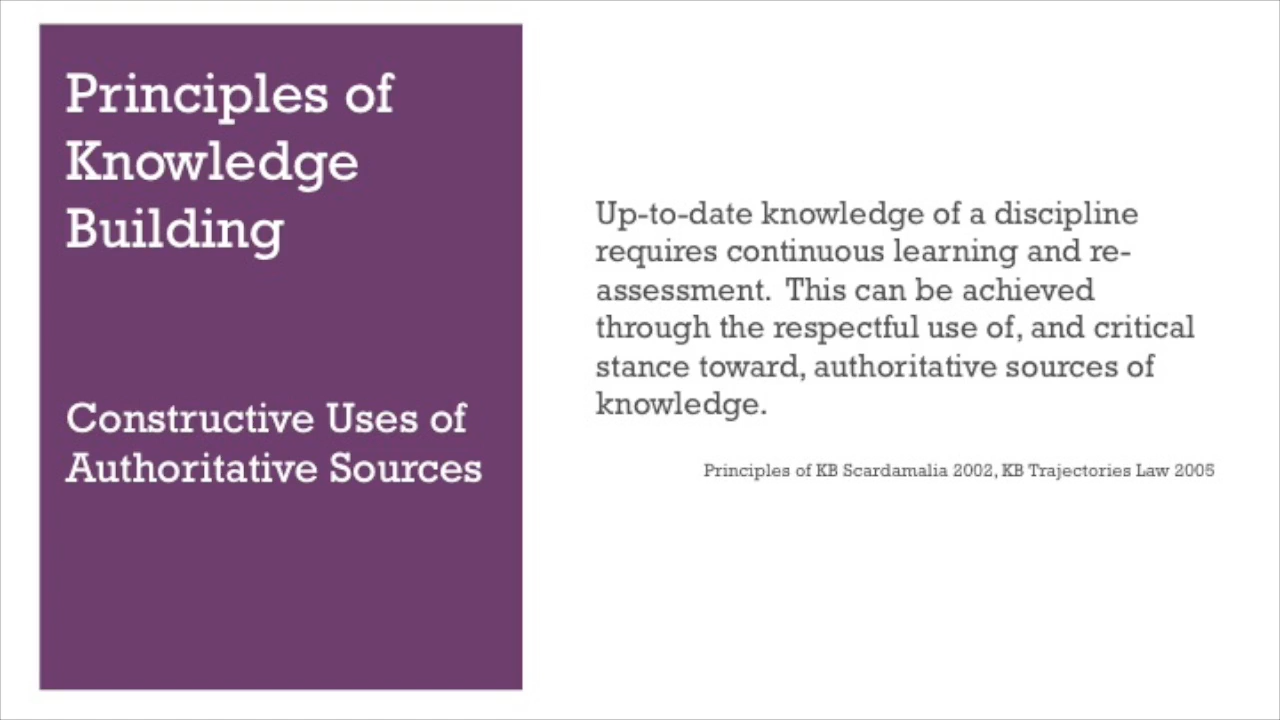 Principles of
Knowledge
Building
Constructive Uses of
Authoritative Sources
Up-to-date knowledge of a discipline
requires continuous learning and re-
assessment.  This can be achieved
through the respectful use of, and critical
stance toward, authoritative sources of
knowledge.
Principles of KB Scardamalia 2002, KB Trajectories Law 2005